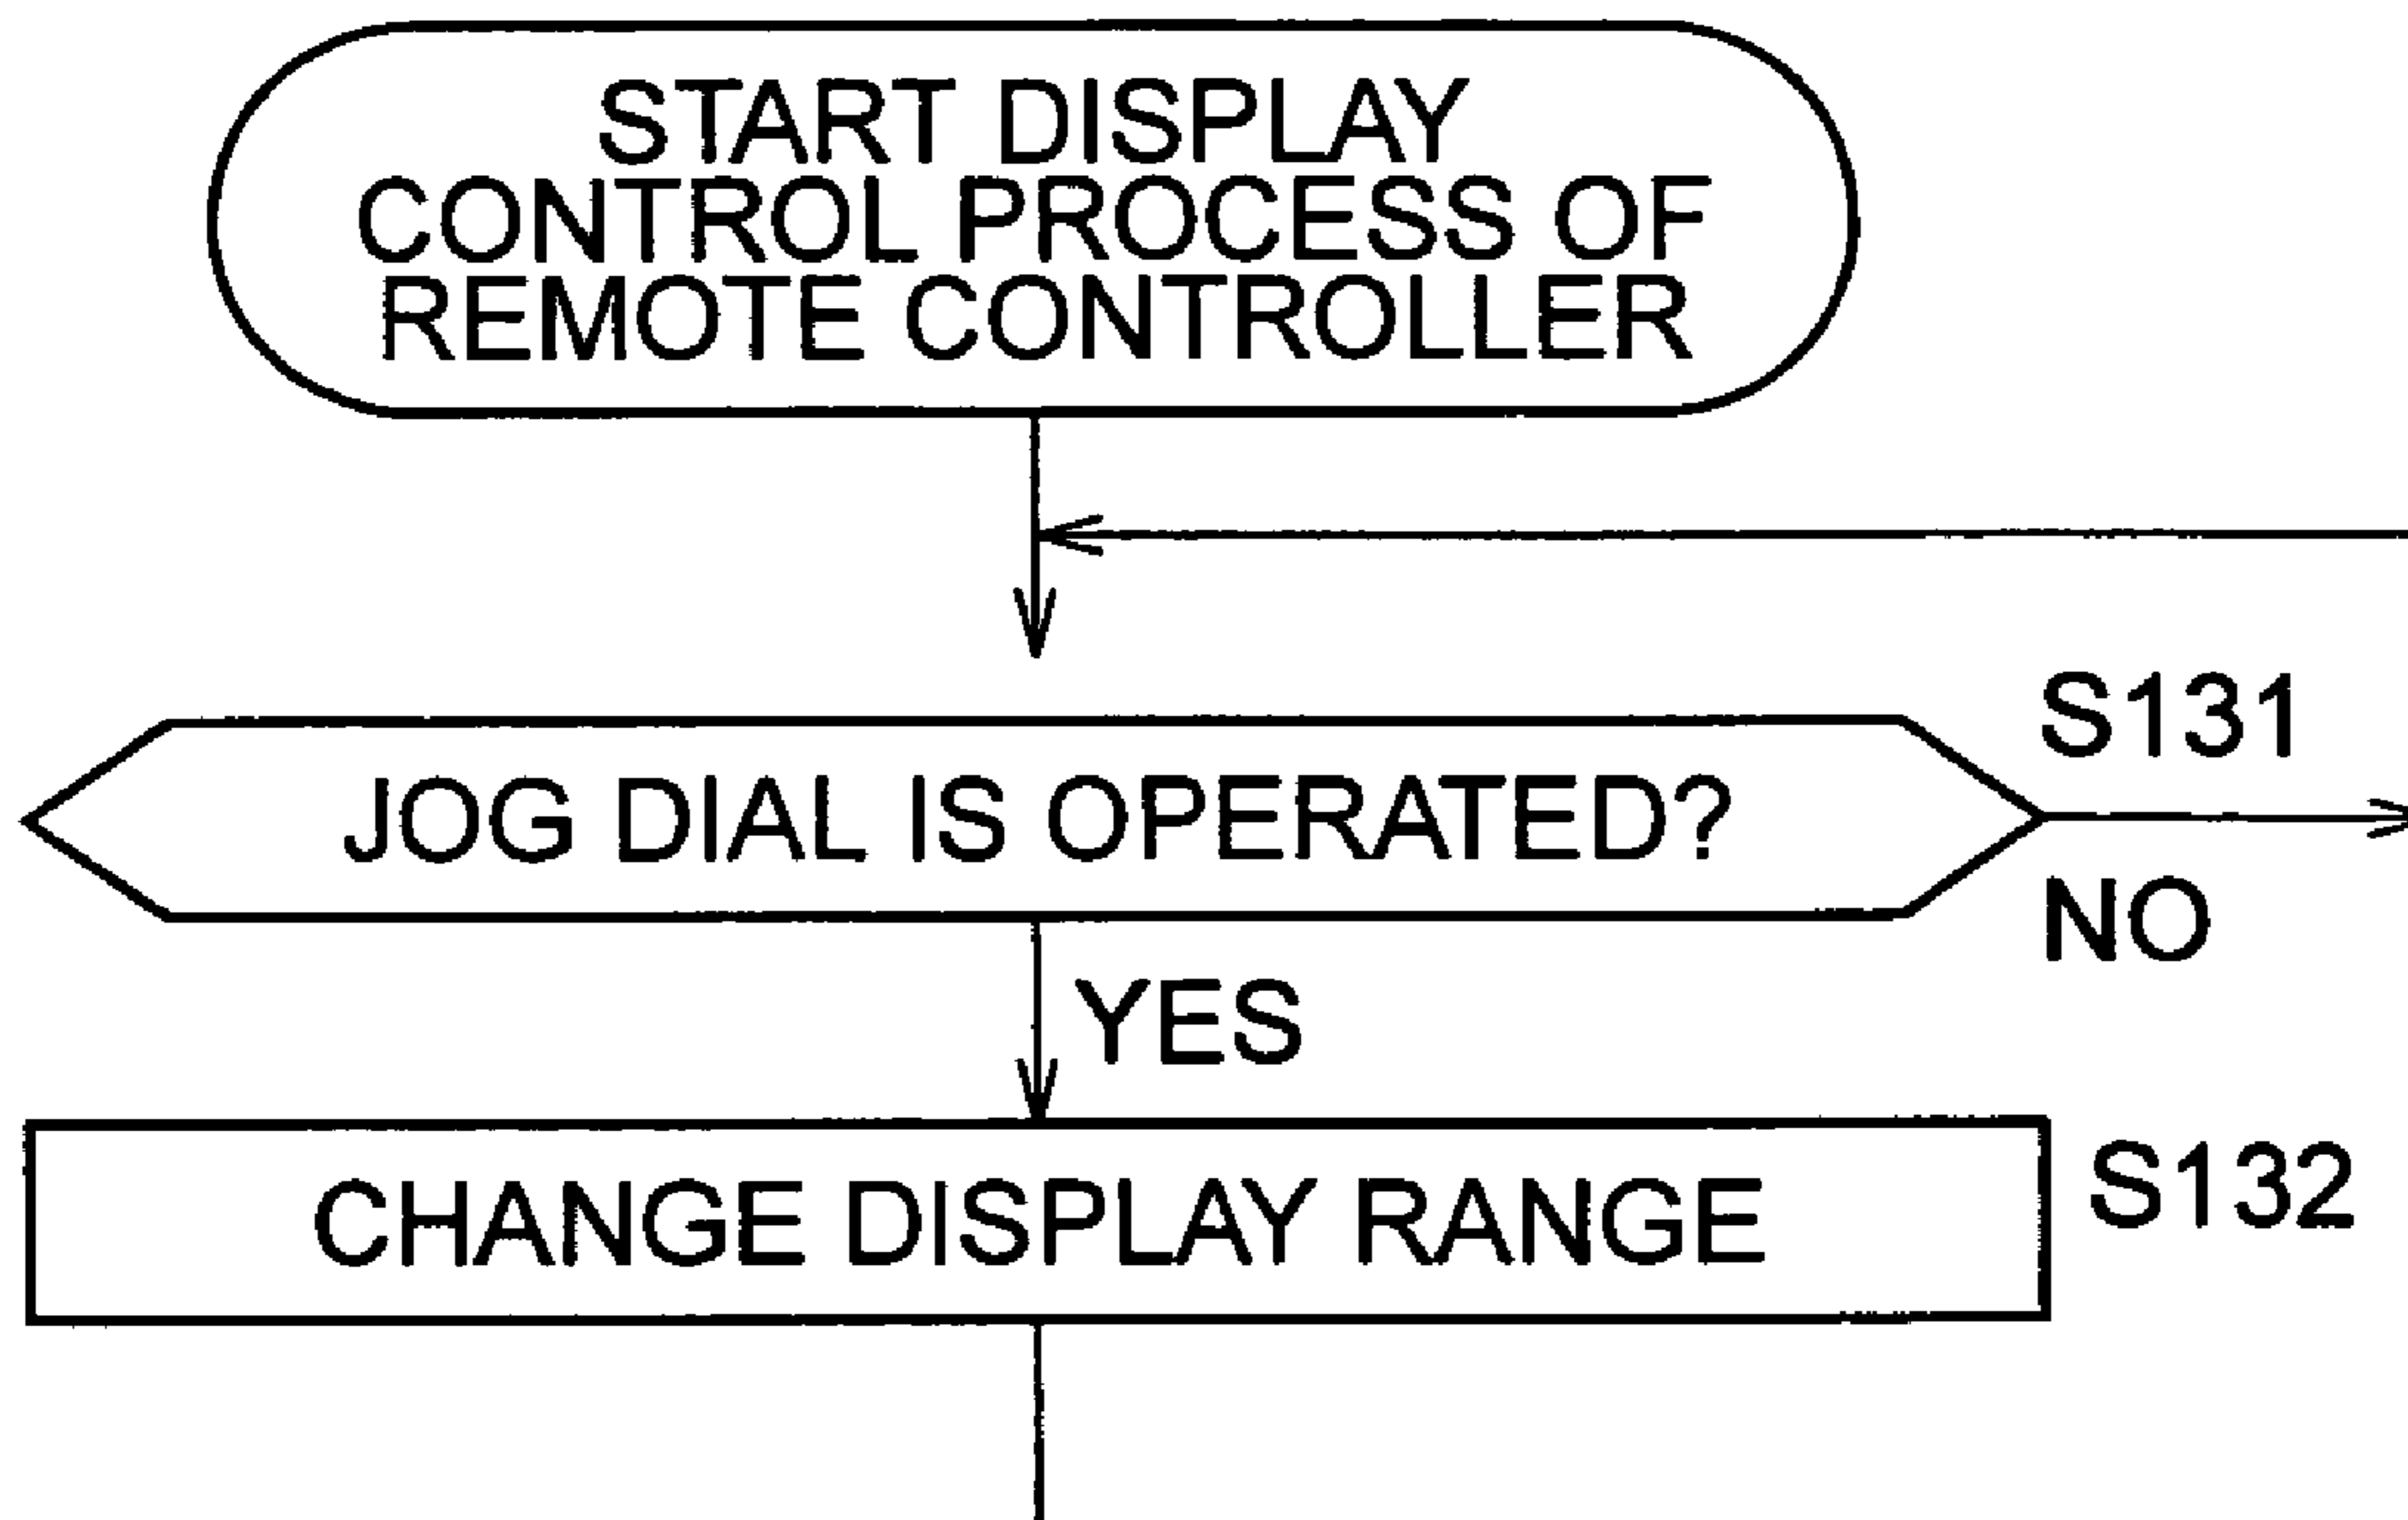 START DISPLAY
CONTROL PROCESS OF
REMOTE CONTROLLER
S131
JOG DIAL IS OPERATED?
NO
YES
CHANGE DISPLAY RANGE
S132